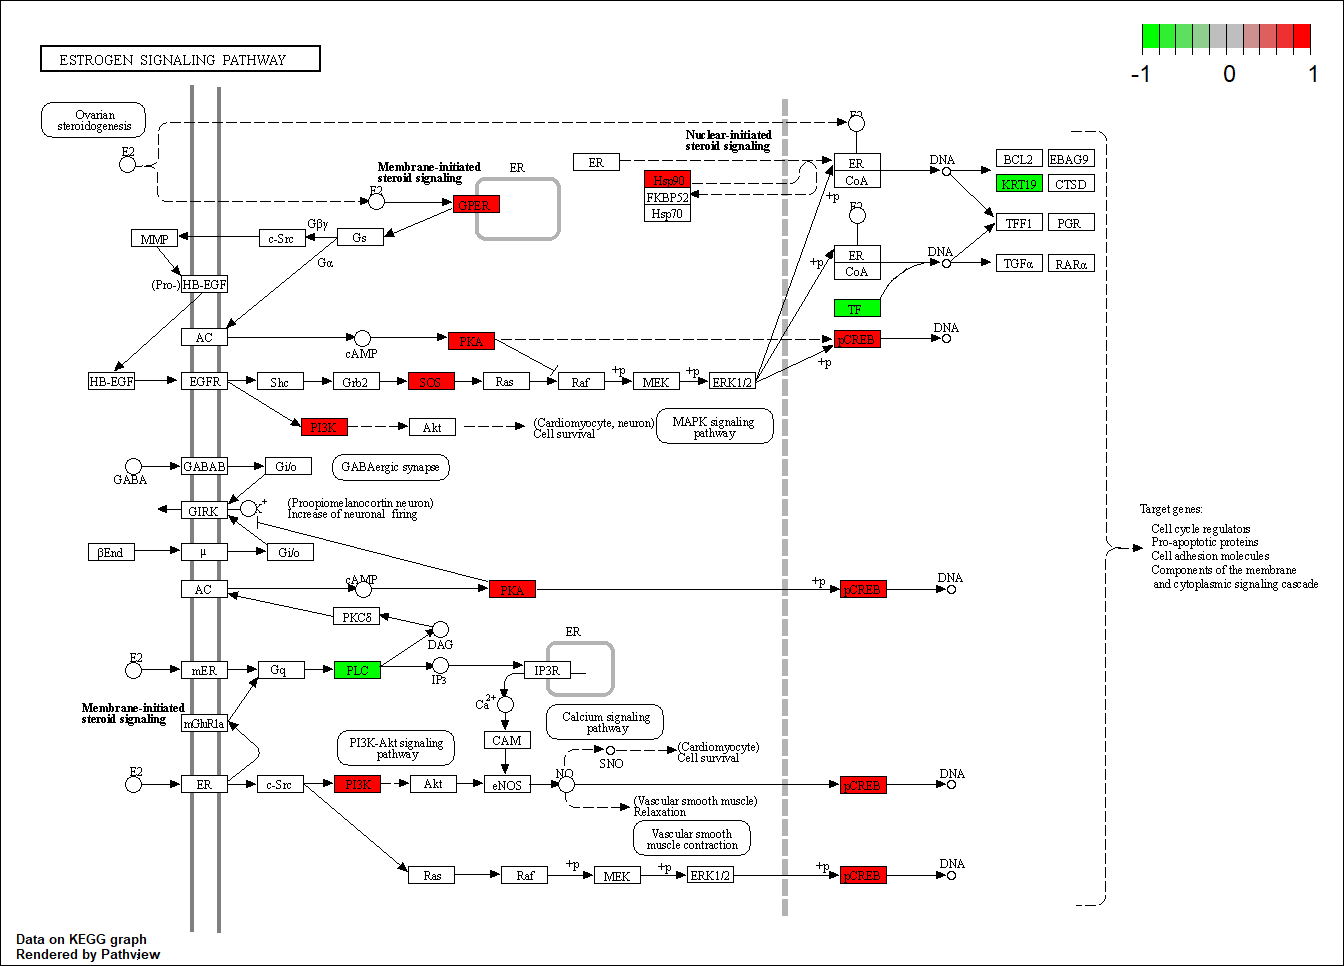 ESTROGEN SIGNALING PATHWAY
-1 0 1
Ovarian
steroidogenesis
E2
E2
Membrane-initiated
steroid signaling
E2
GPER
ER
Nuclear-initiated
steroid signaling
ER
Hsp90
FKBP52
Hsp70
ER
CoA
DNA
BCL2 EBAG9
KRT19 CTSD
+p
E2
TFF1 PGR
MMP
c-Src
Gβγ
Gs
Gα
ER
CoA
+p
DNA
TGFα RARα
(Pro-) HB-EGF
TF
AC
cAMP
PKA
pCREB
DNA
+p
HB-EGF
EGFR
Shc
Grb2
SOS
Ras
Raf
+p
MEK
+p
ERK1/2
PI3K
Akt
(Cardiomyocyte, neuron)
Cell survival
MAPK signaling
pathway
GABA
GABAB
Gi/o
GABAergic synapse
GIRK
K+
(Proopiomelanocortin neuron)
Increase of neuronal firing
βEnd
μ
Gi/o
Target genes:
Cell cycle regulators
Pro-apoptotic proteins
Cell adhesion molecules
Components of the membrane
and cytoplasmic signaling cascade
AC
cAMP
PKA
+p
pCREB
DNA
PKCδ
DAG
E2
mER
Gq
PLC
IP3
ER
IP3R
Ca2+
Membrane-initiated
steroid signaling
mGluR1a
CAM
Calcium signaling
pathway
PI3K-Akt signaling
pathway
SNO
(Cardiomyocyte)
Cell survival
E2
ER
c-Src
PI3K
Akt
eNOS
NO
pCREB
DNA
(Vascular smooth muscle)
Relaxation
Vascular smooth
muscle contraction
Ras
Raf
+p
MEK
+p
ERK1/2
+p
pCREB
DNA
Data on KEGG graph
Rendered by Pathview